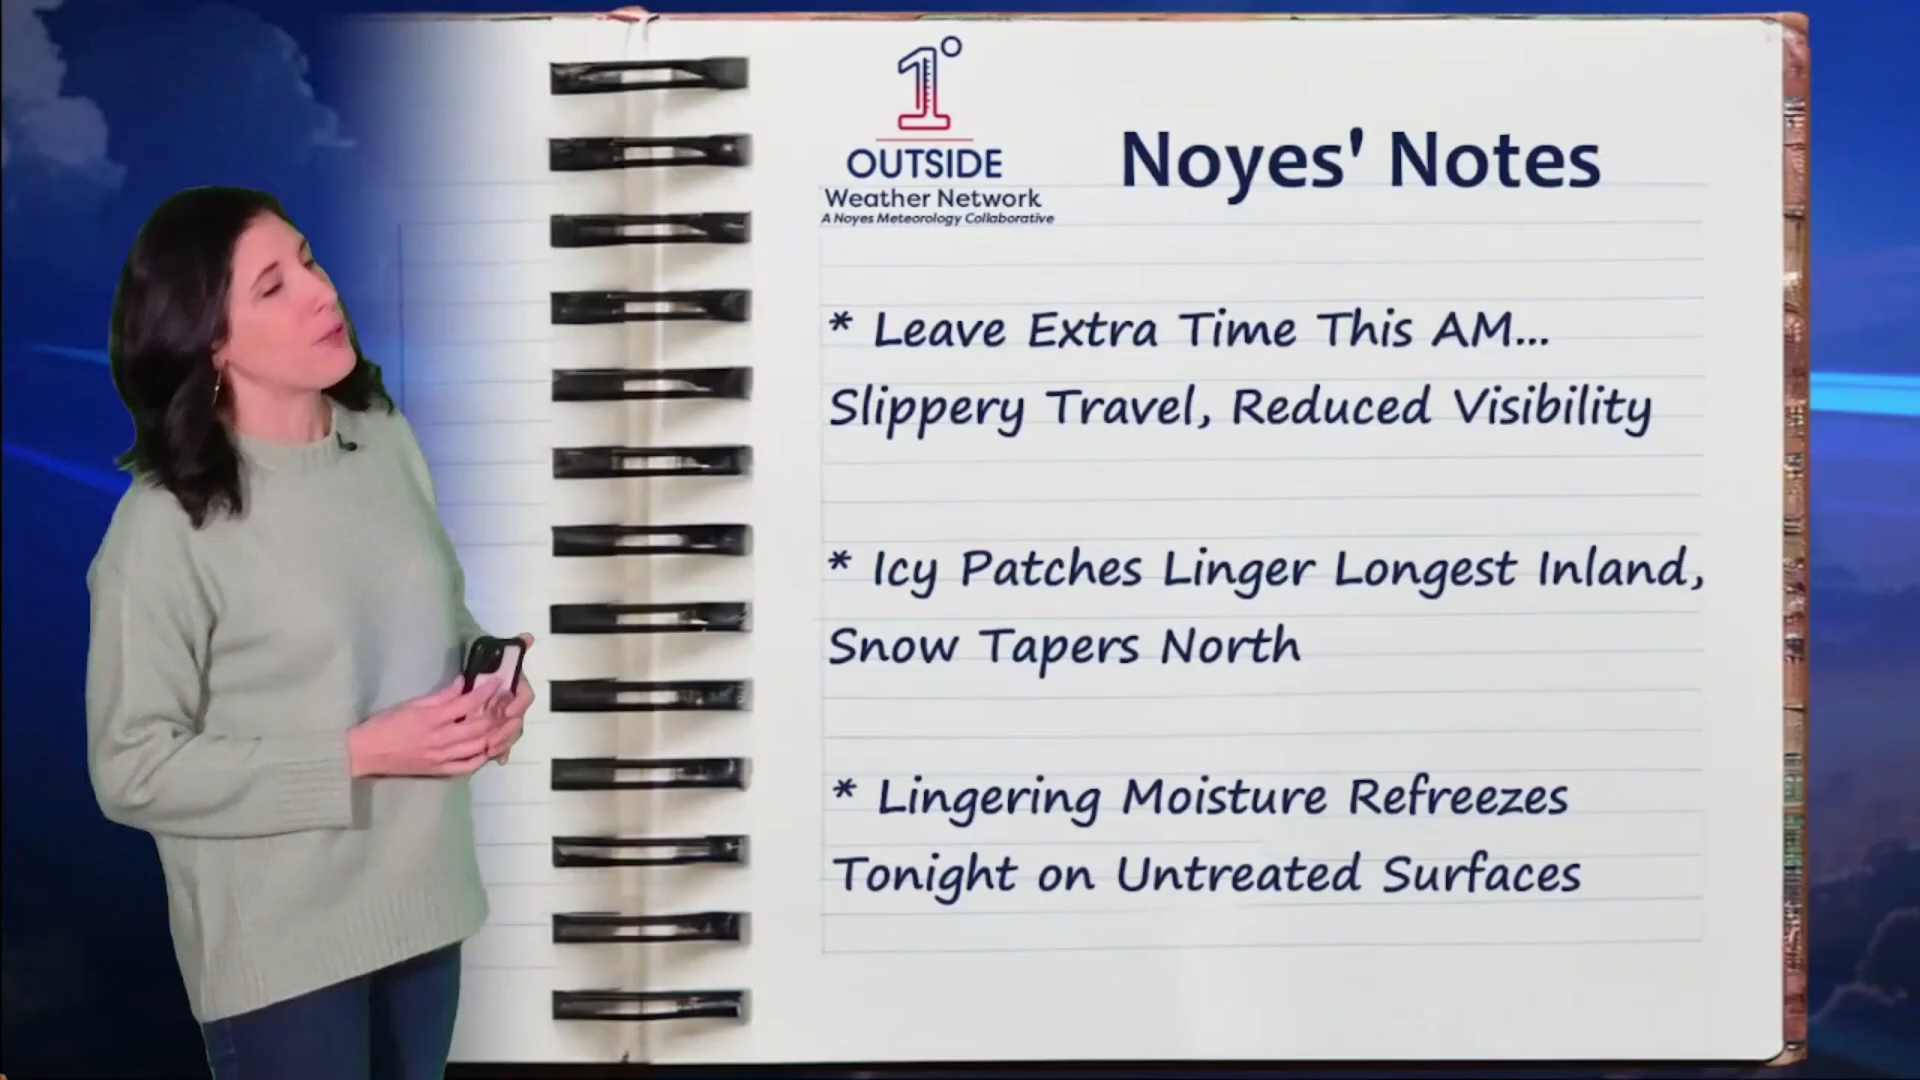 1°
OUTSIDE
Weather Network
A Noyes Meteorology Collaborative
Noyes' Notes
* Leave Extra Time This AM...
Slippery Travel, Reduced Visibility
* Icy Patches Linger Longest Inland,
Snow Tapers North
* Lingering Moisture Refreezes
Tonight on Untreated Surfaces